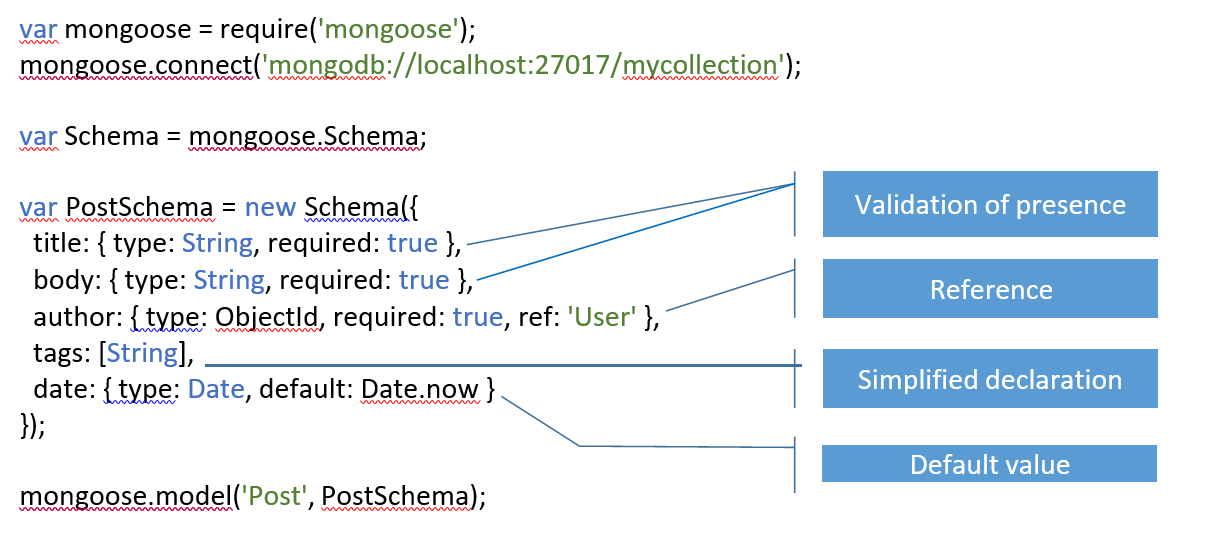 var mongoose = require('mongoose');
mongoose.connect('mongodb://localhost:27017/mycollection');
var Schema = mongoose.Schema;
var PostSchema = new Schema({
title: { type: String, required: true },
body: { type: String, required: true },
author: { type: ObjectId, required: true, ref: 'User' },
tags: [String],
date: { type: Date, default: Date.now }
});
mongoose.model('Post', PostSchema);
Validation of presence
Reference
Simplified declaration
Default value